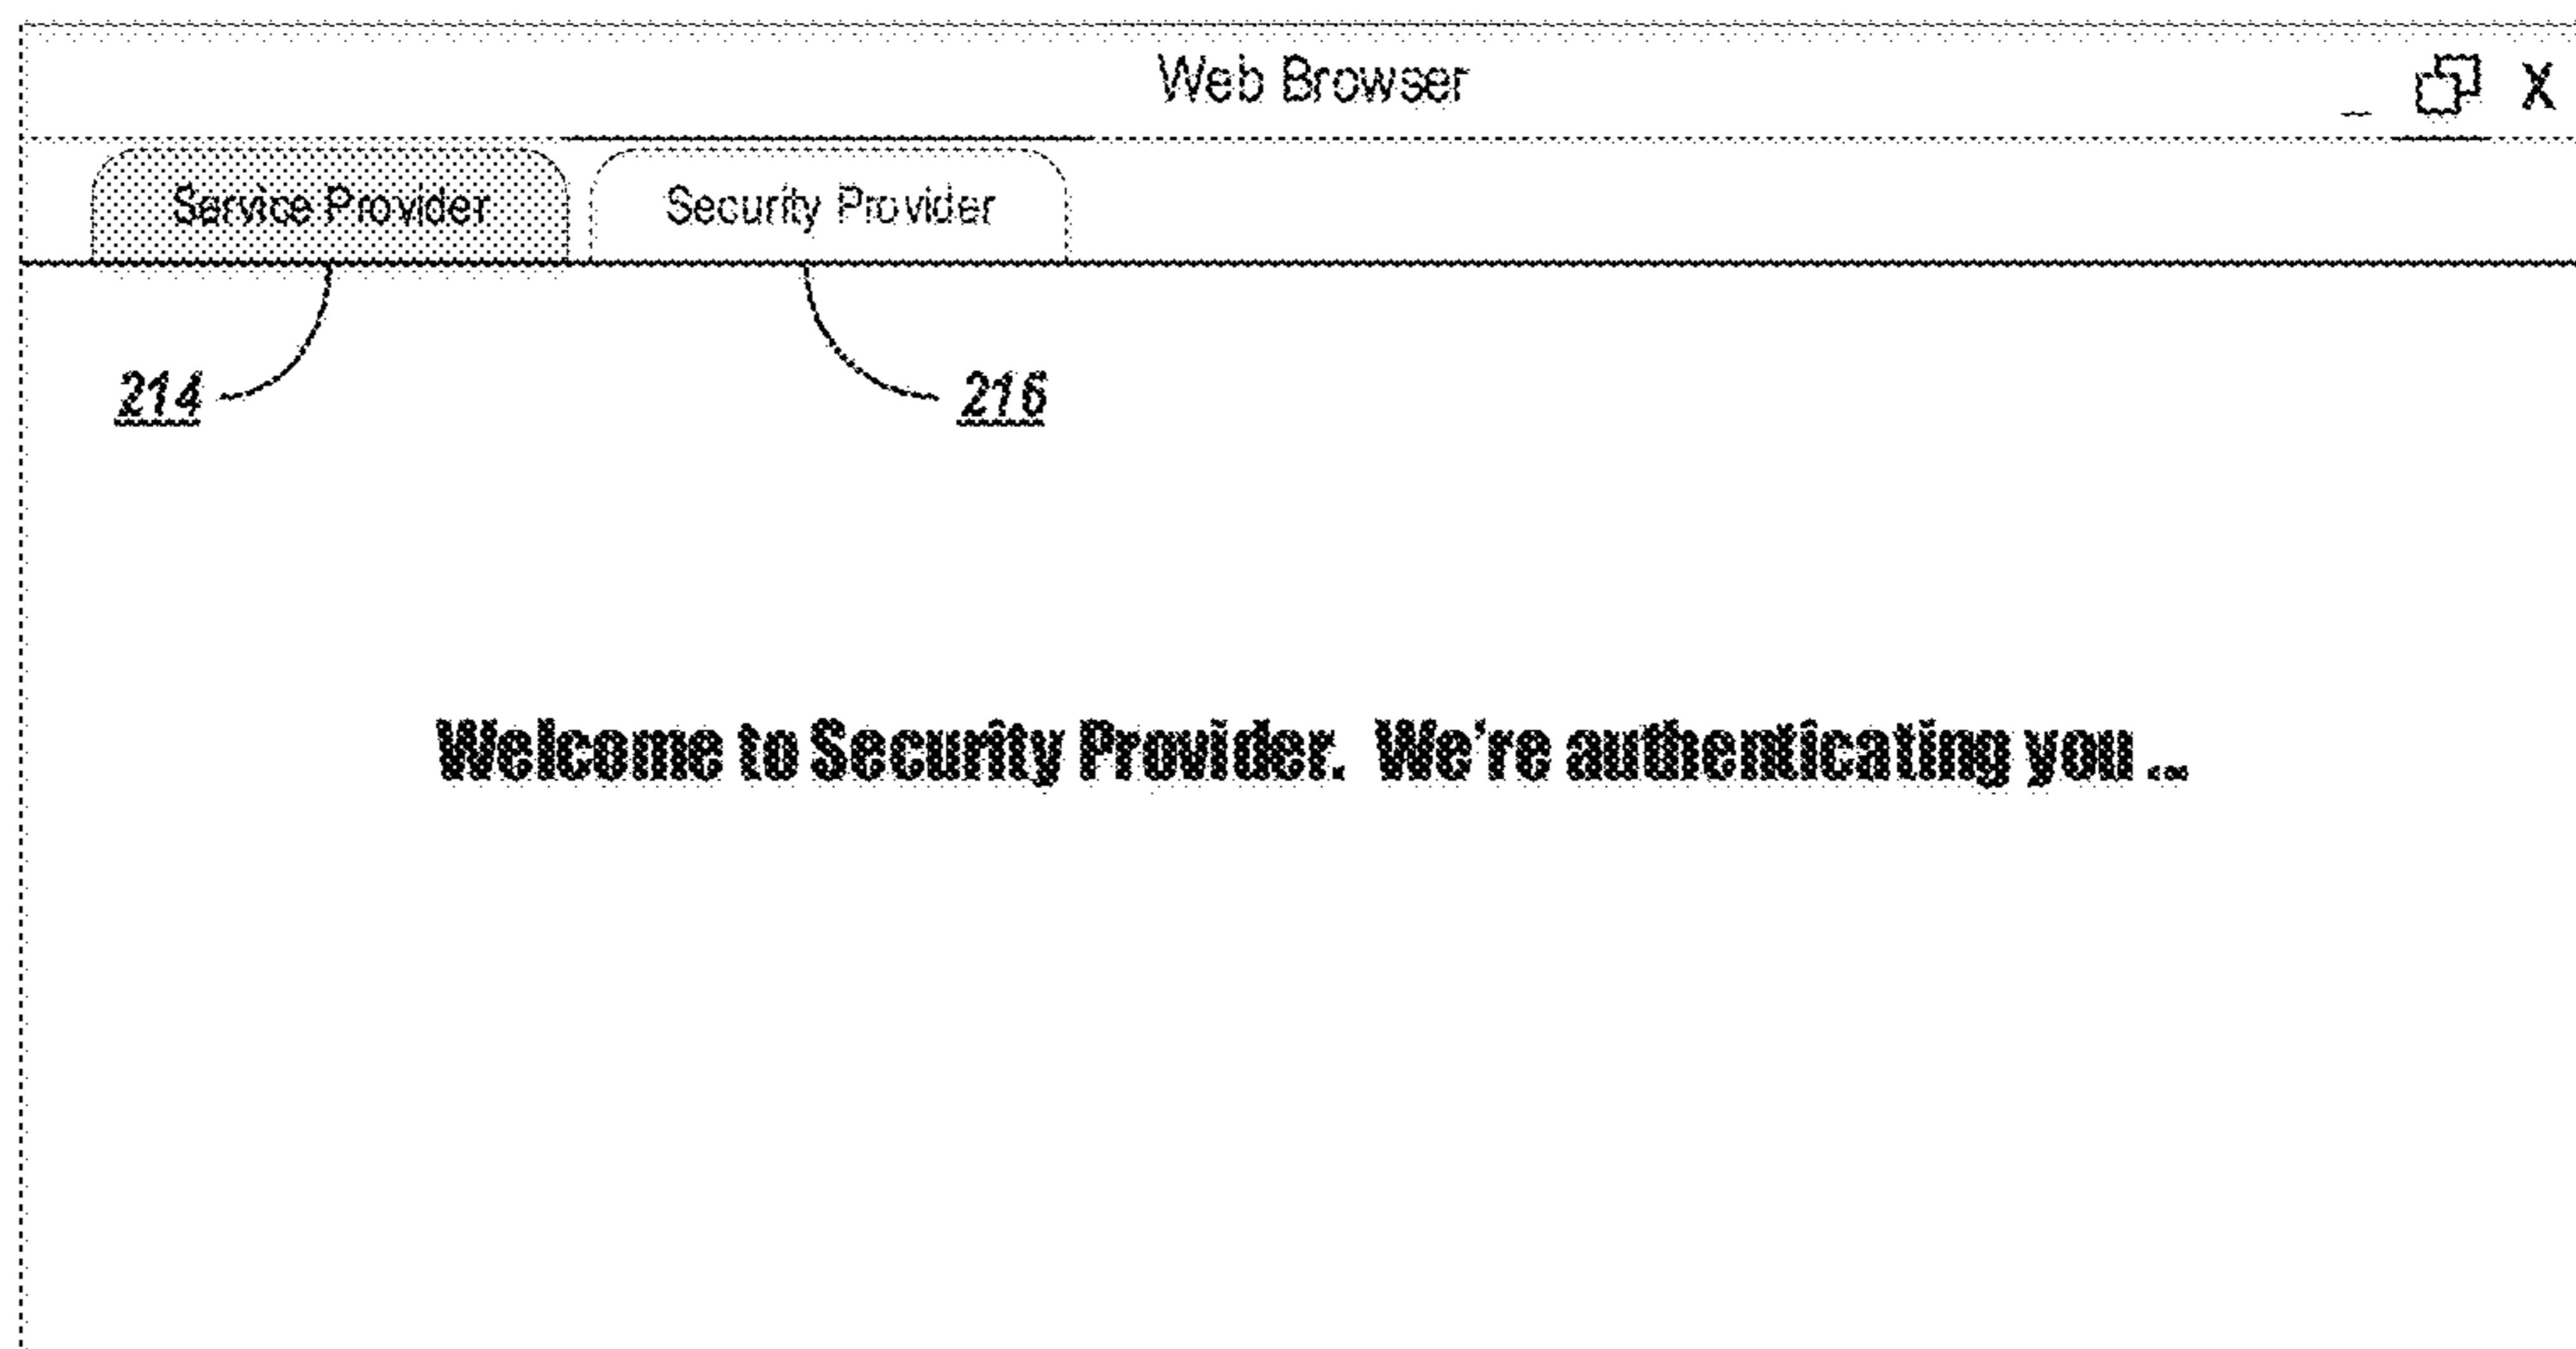 Web Browser _ X
Service Provider Security Provider
214 216
Welcome to Security Provider. We're authenticating you ...